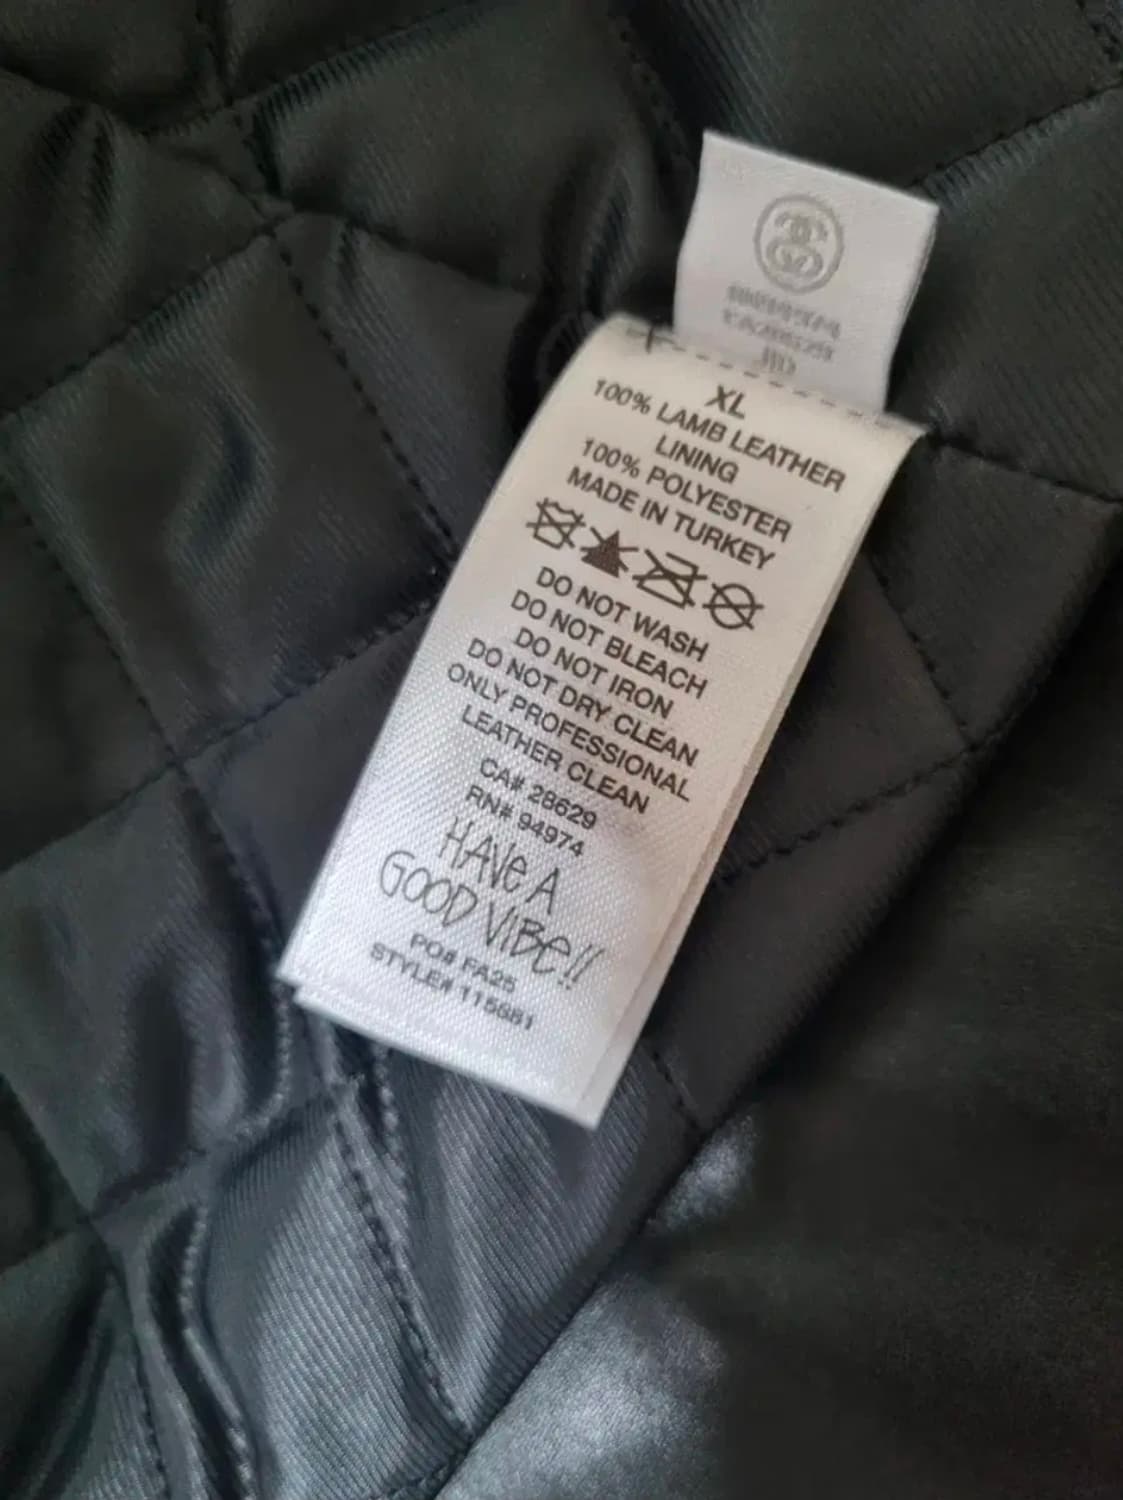 XL
100% LAMB LEATHER
LINING
100% POLYESTER
MADE IN TURKEY
DO NOT WASH
DO NOT BLEACH
DO NOT IRON
DO NOT DRY CLEAN
ONLY PROFESSIONAL
LEATHER CLEAN
CA# 28629
RN# 94974
HAVE A
GOOD VIBE!!
PO# FA25
STYLE#